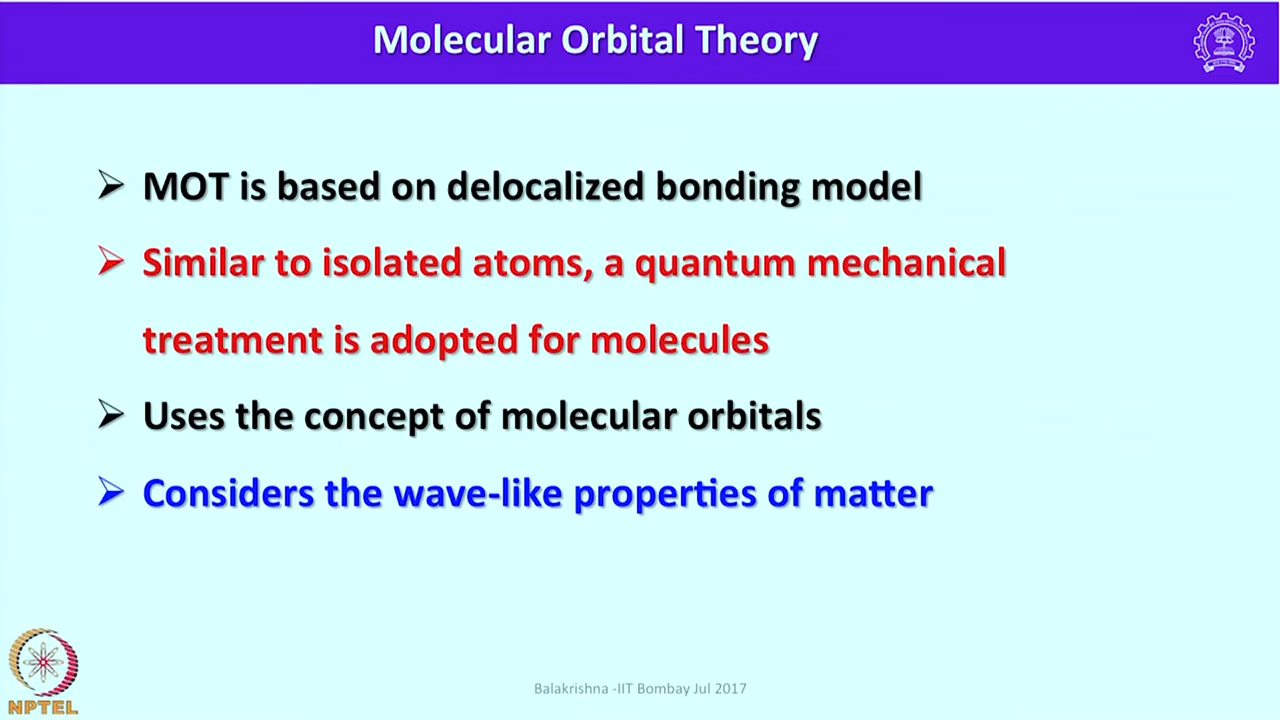 Molecular Orbital Theory
➢ MOT is based on delocalized bonding model
➢ Similar to isolated atoms, a quantum mechanical
treatment is adopted for molecules
➢ Uses the concept of molecular orbitals
➢ Considers the wave-like properties of matter
Balakrishna -IIT Bombay Jul 2017
NPTEL